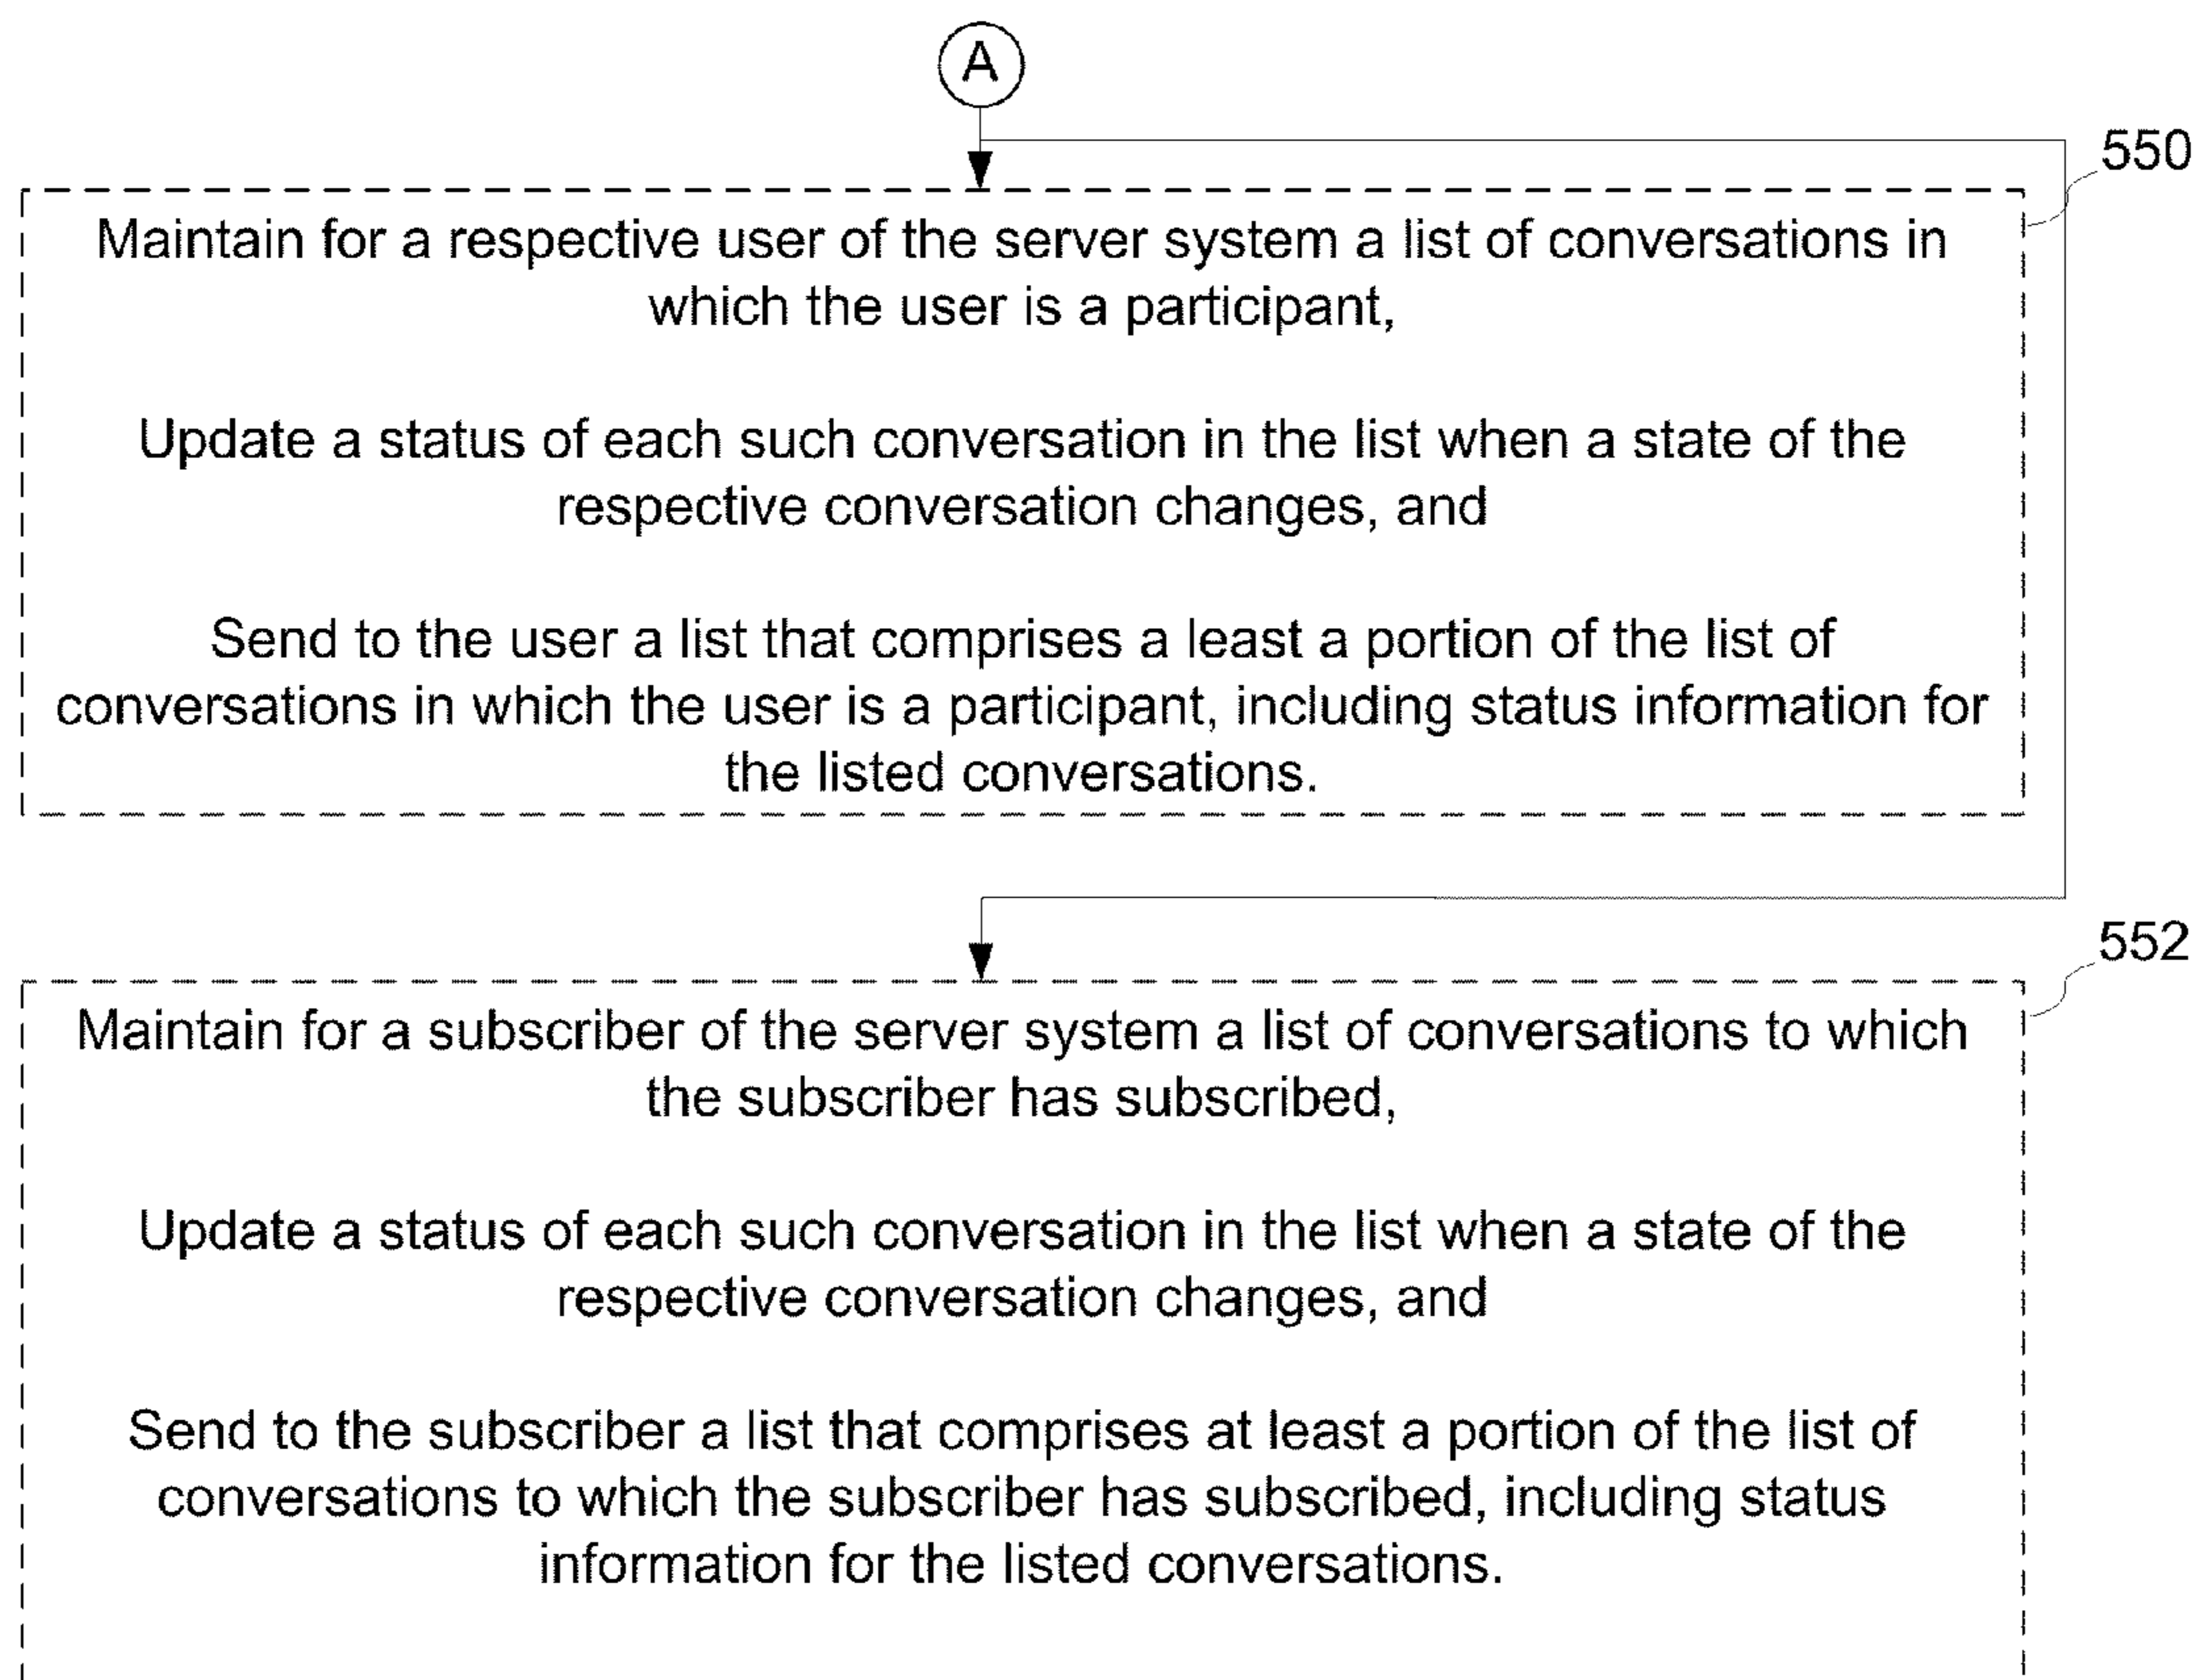 A
550
Maintain for a respective user of the server system a list of conversations in
which the user is a participant,
Update a status of each such conversation in the list when a state of the
respective conversation changes, and
Send to the user a list that comprises a least a portion of the list of
conversations in which the user is a participant, including status information for
the listed conversations.
552
Maintain for a subscriber of the server system a list of conversations to which
the subscriber has subscribed,
Update a status of each such conversation in the list when a state of the
respective conversation changes, and
Send to the subscriber a list that comprises at least a portion of the list of
conversations to which the subscriber has subscribed, including status
information for the listed conversations.